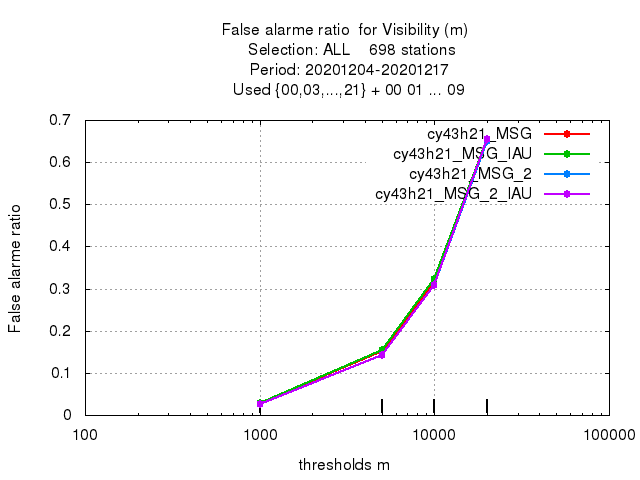 False alarme ratio  for Visibility (m)
Selection: ALL    698 stations
Period: 20201204-20201217
Used {00,03,...,21} + 00 01 ... 09
0.7
0.6
0.5
0.4
0.3
0.2
0.1
0
False alarme ratio
cy43h21_MSG
cy43h21_MSG_IAU
cy43h21_MSG_2
cy43h21_MSG_2_IAU
100
1000
10000
100000
thresholds m